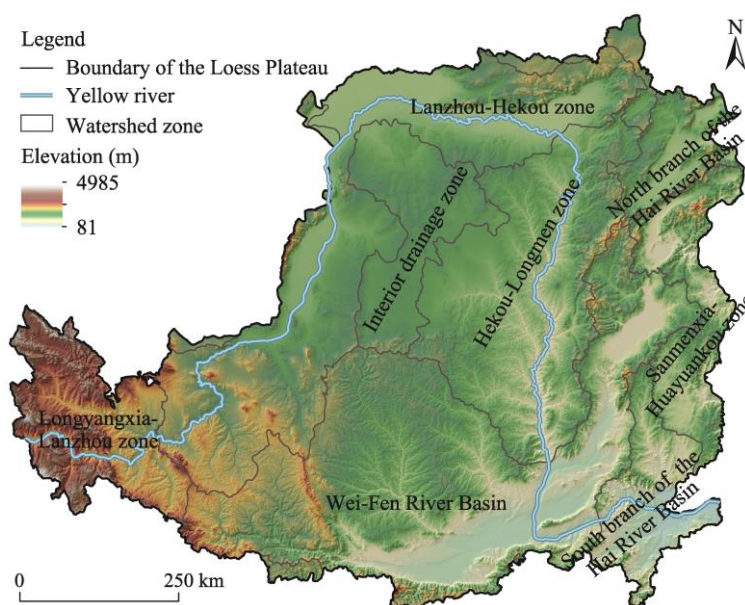 Legend
Boundary of the Loess Plateau
Yellow river
Watershed zone
Elevation (m)
4985
81
N
Lanzhou-Hekou zone
North branch of the
Hai River Basin
Interior drainage zone
Hekou-Longmen zone
Sanmenxia-
Huayuankou zone
Longyangxia-
Lanzhou zone
Wei-Fen River Basin
South branch of the
Hai River Basin
0 250 km